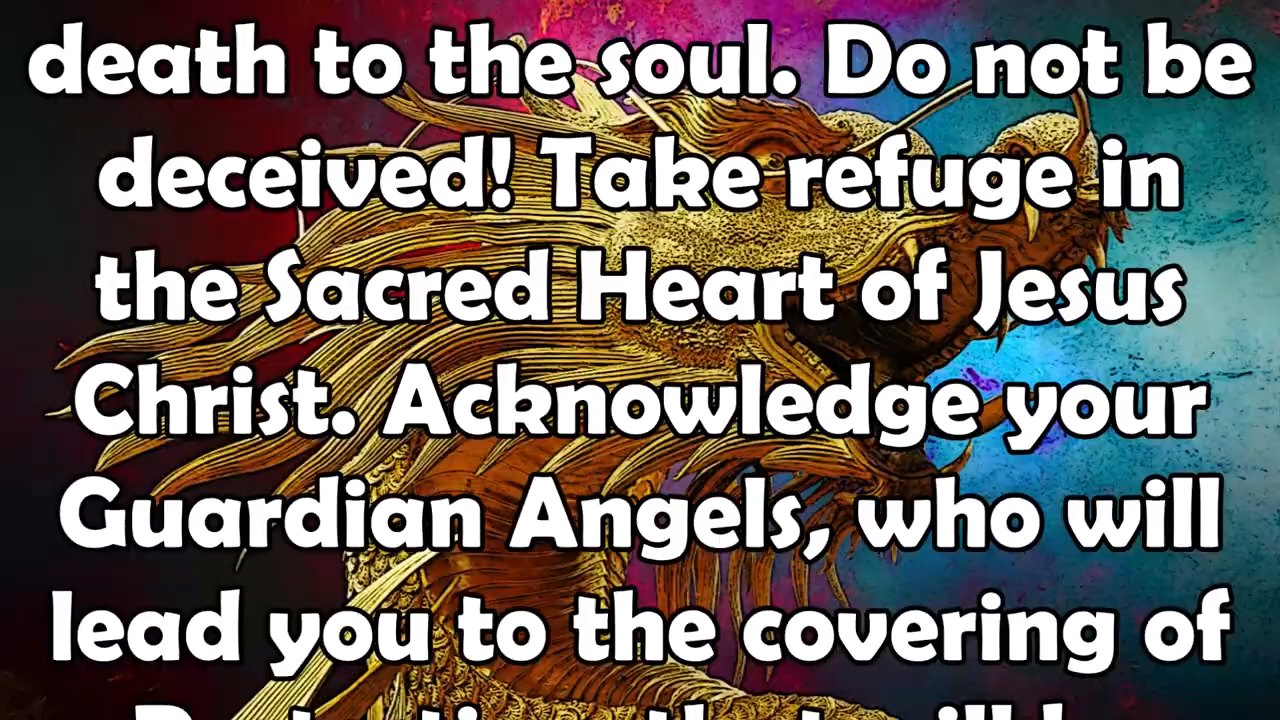 death to the soul. Do not be
deceived! Take refuge in
the Sacred Heart of Jesus
Christ. Acknowledge your
Guardian Angels, who will
lead you to the covering of